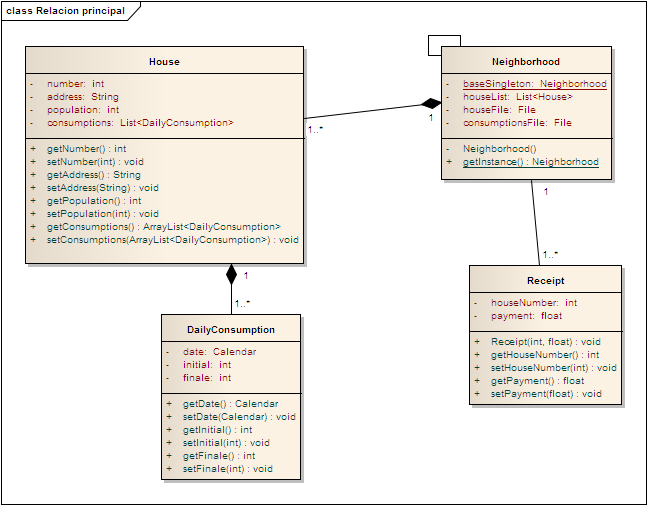 class Relacion principal
House
- number: int
- address: String
- population: int
- consumptions: List<DailyConsumption>
+ getNumber() : int
+ setNumber(int) : void
+ getAddress() : String
+ setAddress(String) : void
+ getPopulation() : int
+ setPopulation(int) : void
+ getConsumptions() : ArrayList<DailyConsumption>
+ setConsumptions(ArrayList<DailyConsumption>) : void
Neighborhood
- baseSingleton: Neighborhood
- houseList: List<House>
- houseFile: File
- consumptionsFile: File
- Neighborhood()
+ getInstance() : Neighborhood
1..*
1
1
1..*
1
1..*
DailyConsumption
- date: Calendar
- initial: int
- finale: int
+ getDate() : Calendar
+ setDate(Calendar) : void
+ getInitial() : int
+ setInitial(int) : void
+ getFinale() : int
+ setFinale(int) : void
Receipt
- houseNumber: int
- payment: float
+ Receipt(int, float) : void
+ getHouseNumber() : int
+ setHouseNumber(int) : void
+ getPayment() : float
+ setPayment(float) : void